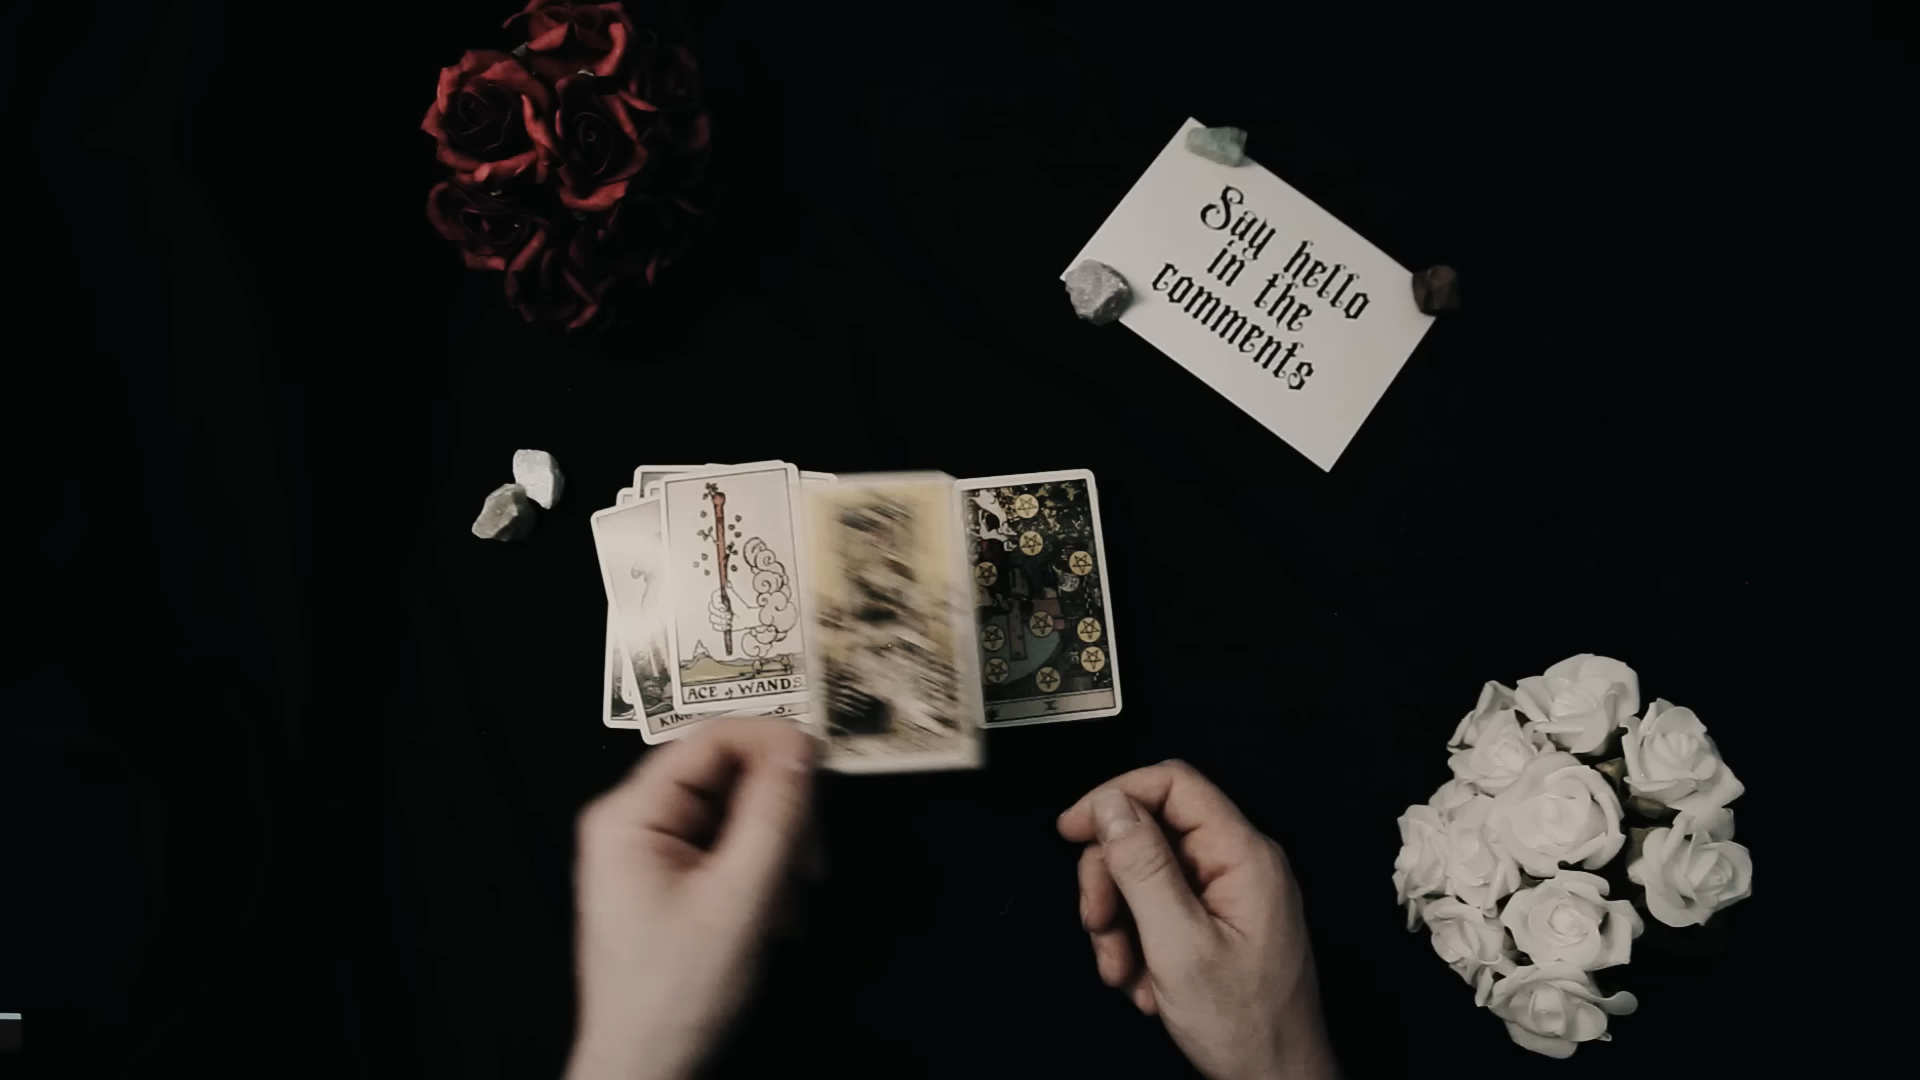 Say hello
in the
comments
ACE of WANDS.
X